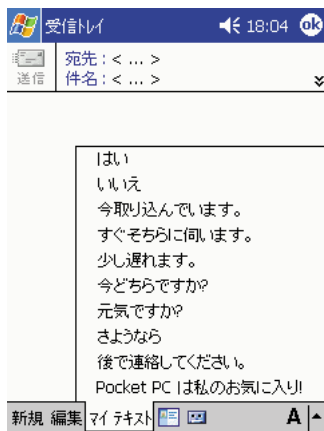 受信トレイ 18:04 ok
宛先:< ... >
送信 件名:< ... >
はい
いいえ
今取り込んでいます。
すぐそちらに伺います。
少し遅れます。
今どちらですか?
元気ですか?
さようなら
後で連絡してください。
Pocket PC は私のお気に入り!
新規 編集 マイ テキスト A